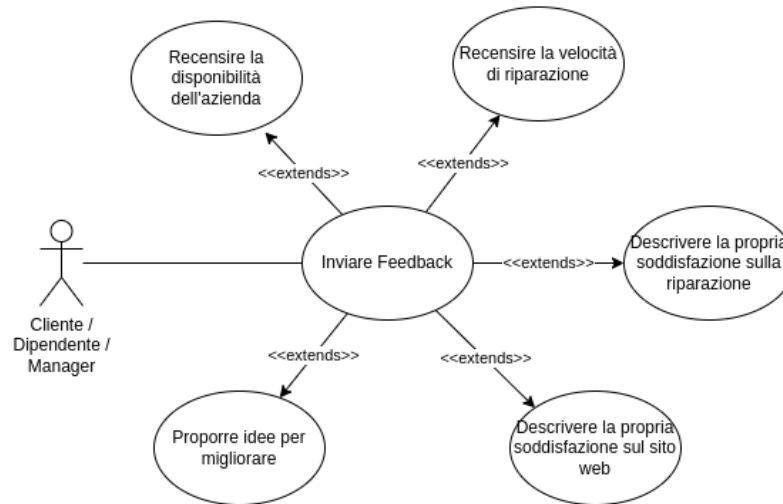 Recensire la
disponibilità
dell'azienda
Recensire la velocità
di riparazione
<<extends>>
<<extends>>
Inviare Feedback
<<extends>>
Descrivere la propria
soddisfazione sulla
riparazione
Cliente /
Dipendente /
Manager
<<extends>>
<<extends>>
Proporre idee per
migliorare
Descrivere la propria
soddisfazione sul sito
web